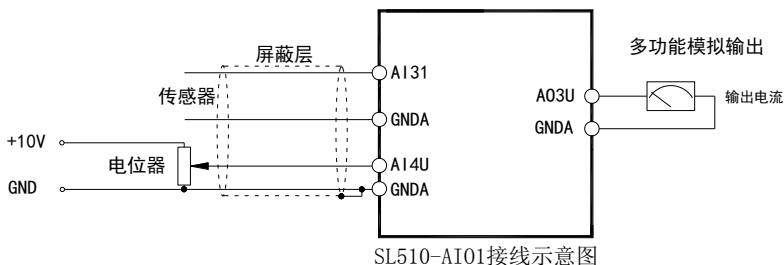 屏蔽层
多功能模拟输出
AI31
传感器
AO3U
输出电流
GNDA
GNDA
+10V
电位器
AI4U
GND
GNDA
SL510-AIO1接线示意图